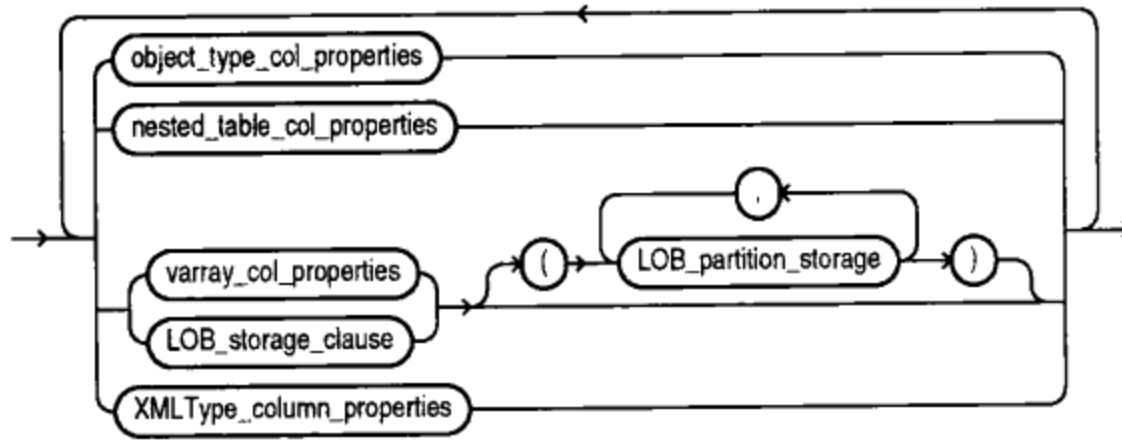 object_type_col_properties
nested_table_col_properties
,
( LOB_partition_storage )
varray_col_properties
LOB_storage_clause
XMLType_column_properties